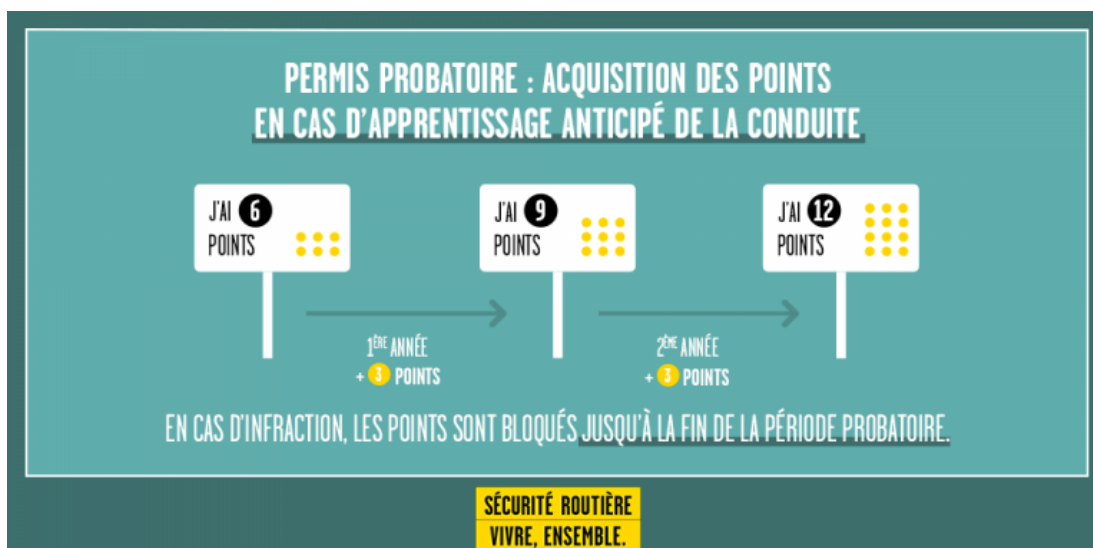 PERMIS PROBATOIRE : ACQUISITION DES POINTS
EN CAS D'APPRENTISSAGE ANTICIPÉ DE LA CONDUITE
J'AI 6
POINTS
J'AI 9
POINTS
J'AI 12
POINTS
1ÈRE ANNÉE
+ 3 POINTS
2ÈME ANNÉE
+ 3 POINTS
EN CAS D'INFRACTION, LES POINTS SONT BLOQUÉS JUSQU'À LA FIN DE LA PÉRIODE PROBATOIRE.
SÉCURITÉ ROUTIÈRE
VIVRE, ENSEMBLE.